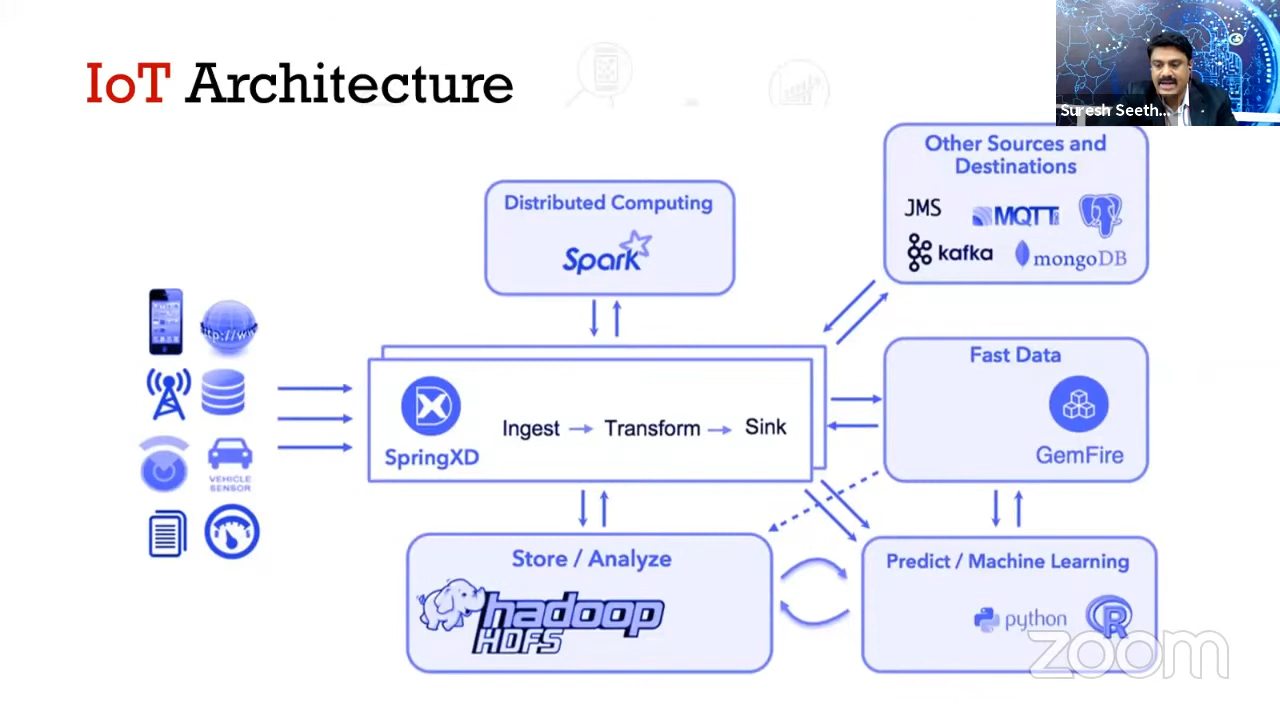 IoT Architecture
Suresh Seeth...
Other Sources and
Destinations
JMS
MQTT
kafka
mongoDB
Distributed Computing
Spark
VEHICLE
SENSOR
SpringXD
Ingest
Transform
Sink
Fast Data
GemFire
Store / Analyze
hadoop
HDFS
Predict / Machine Learning
python
R
zoom